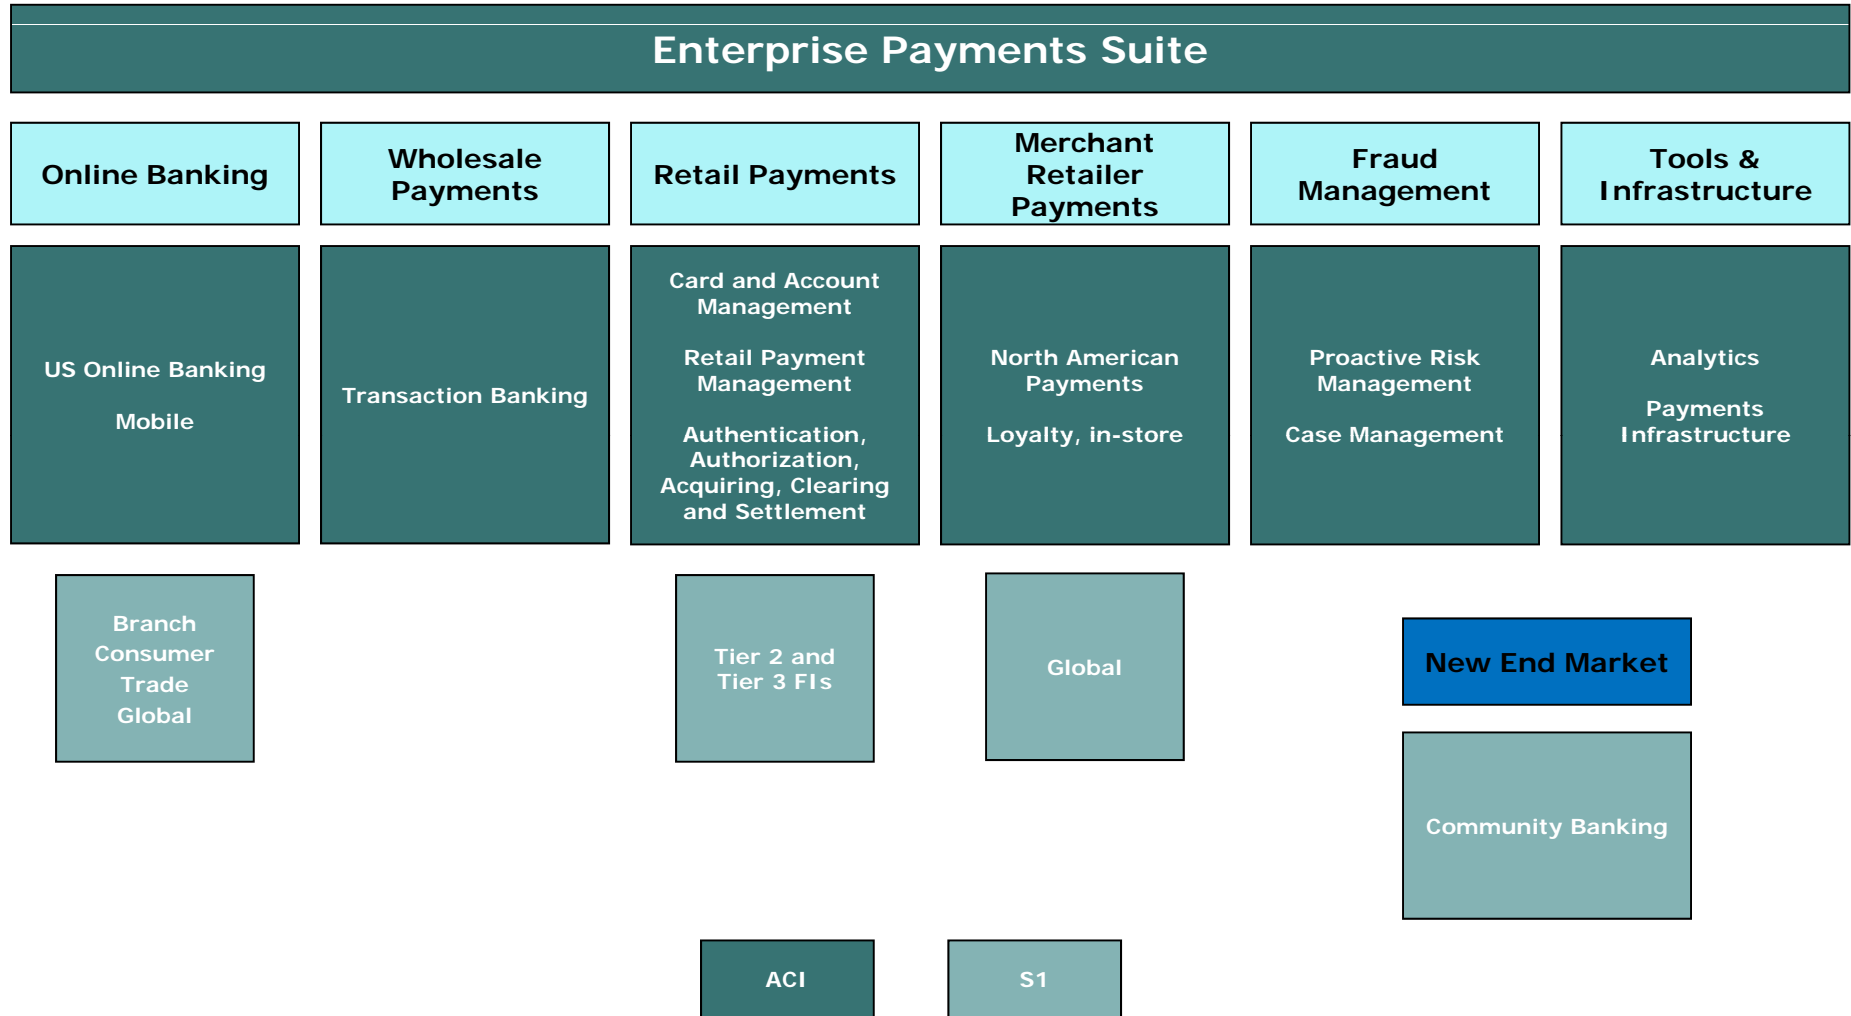 Enterprise Payments Suite
Online Banking
Wholesale
Payments
Retail Payments
Merchant
Retailer
Payments
Fraud
Management
Tools &
Infrastructure
US Online Banking
Mobile
Transaction Banking
Card and Account
Management
Retail Payment
Management
Authentication,
Authorization,
Acquiring, Clearing
and Settlement
North American
Payments
Loyalty, in-store
Proactive Risk
Management
Case Management
Analytics
Payments
Infrastructure
Branch
Consumer
Trade
Global
Tier 2 and
Tier 3 FIs
Global
New End Market
Community Banking
ACI
S1